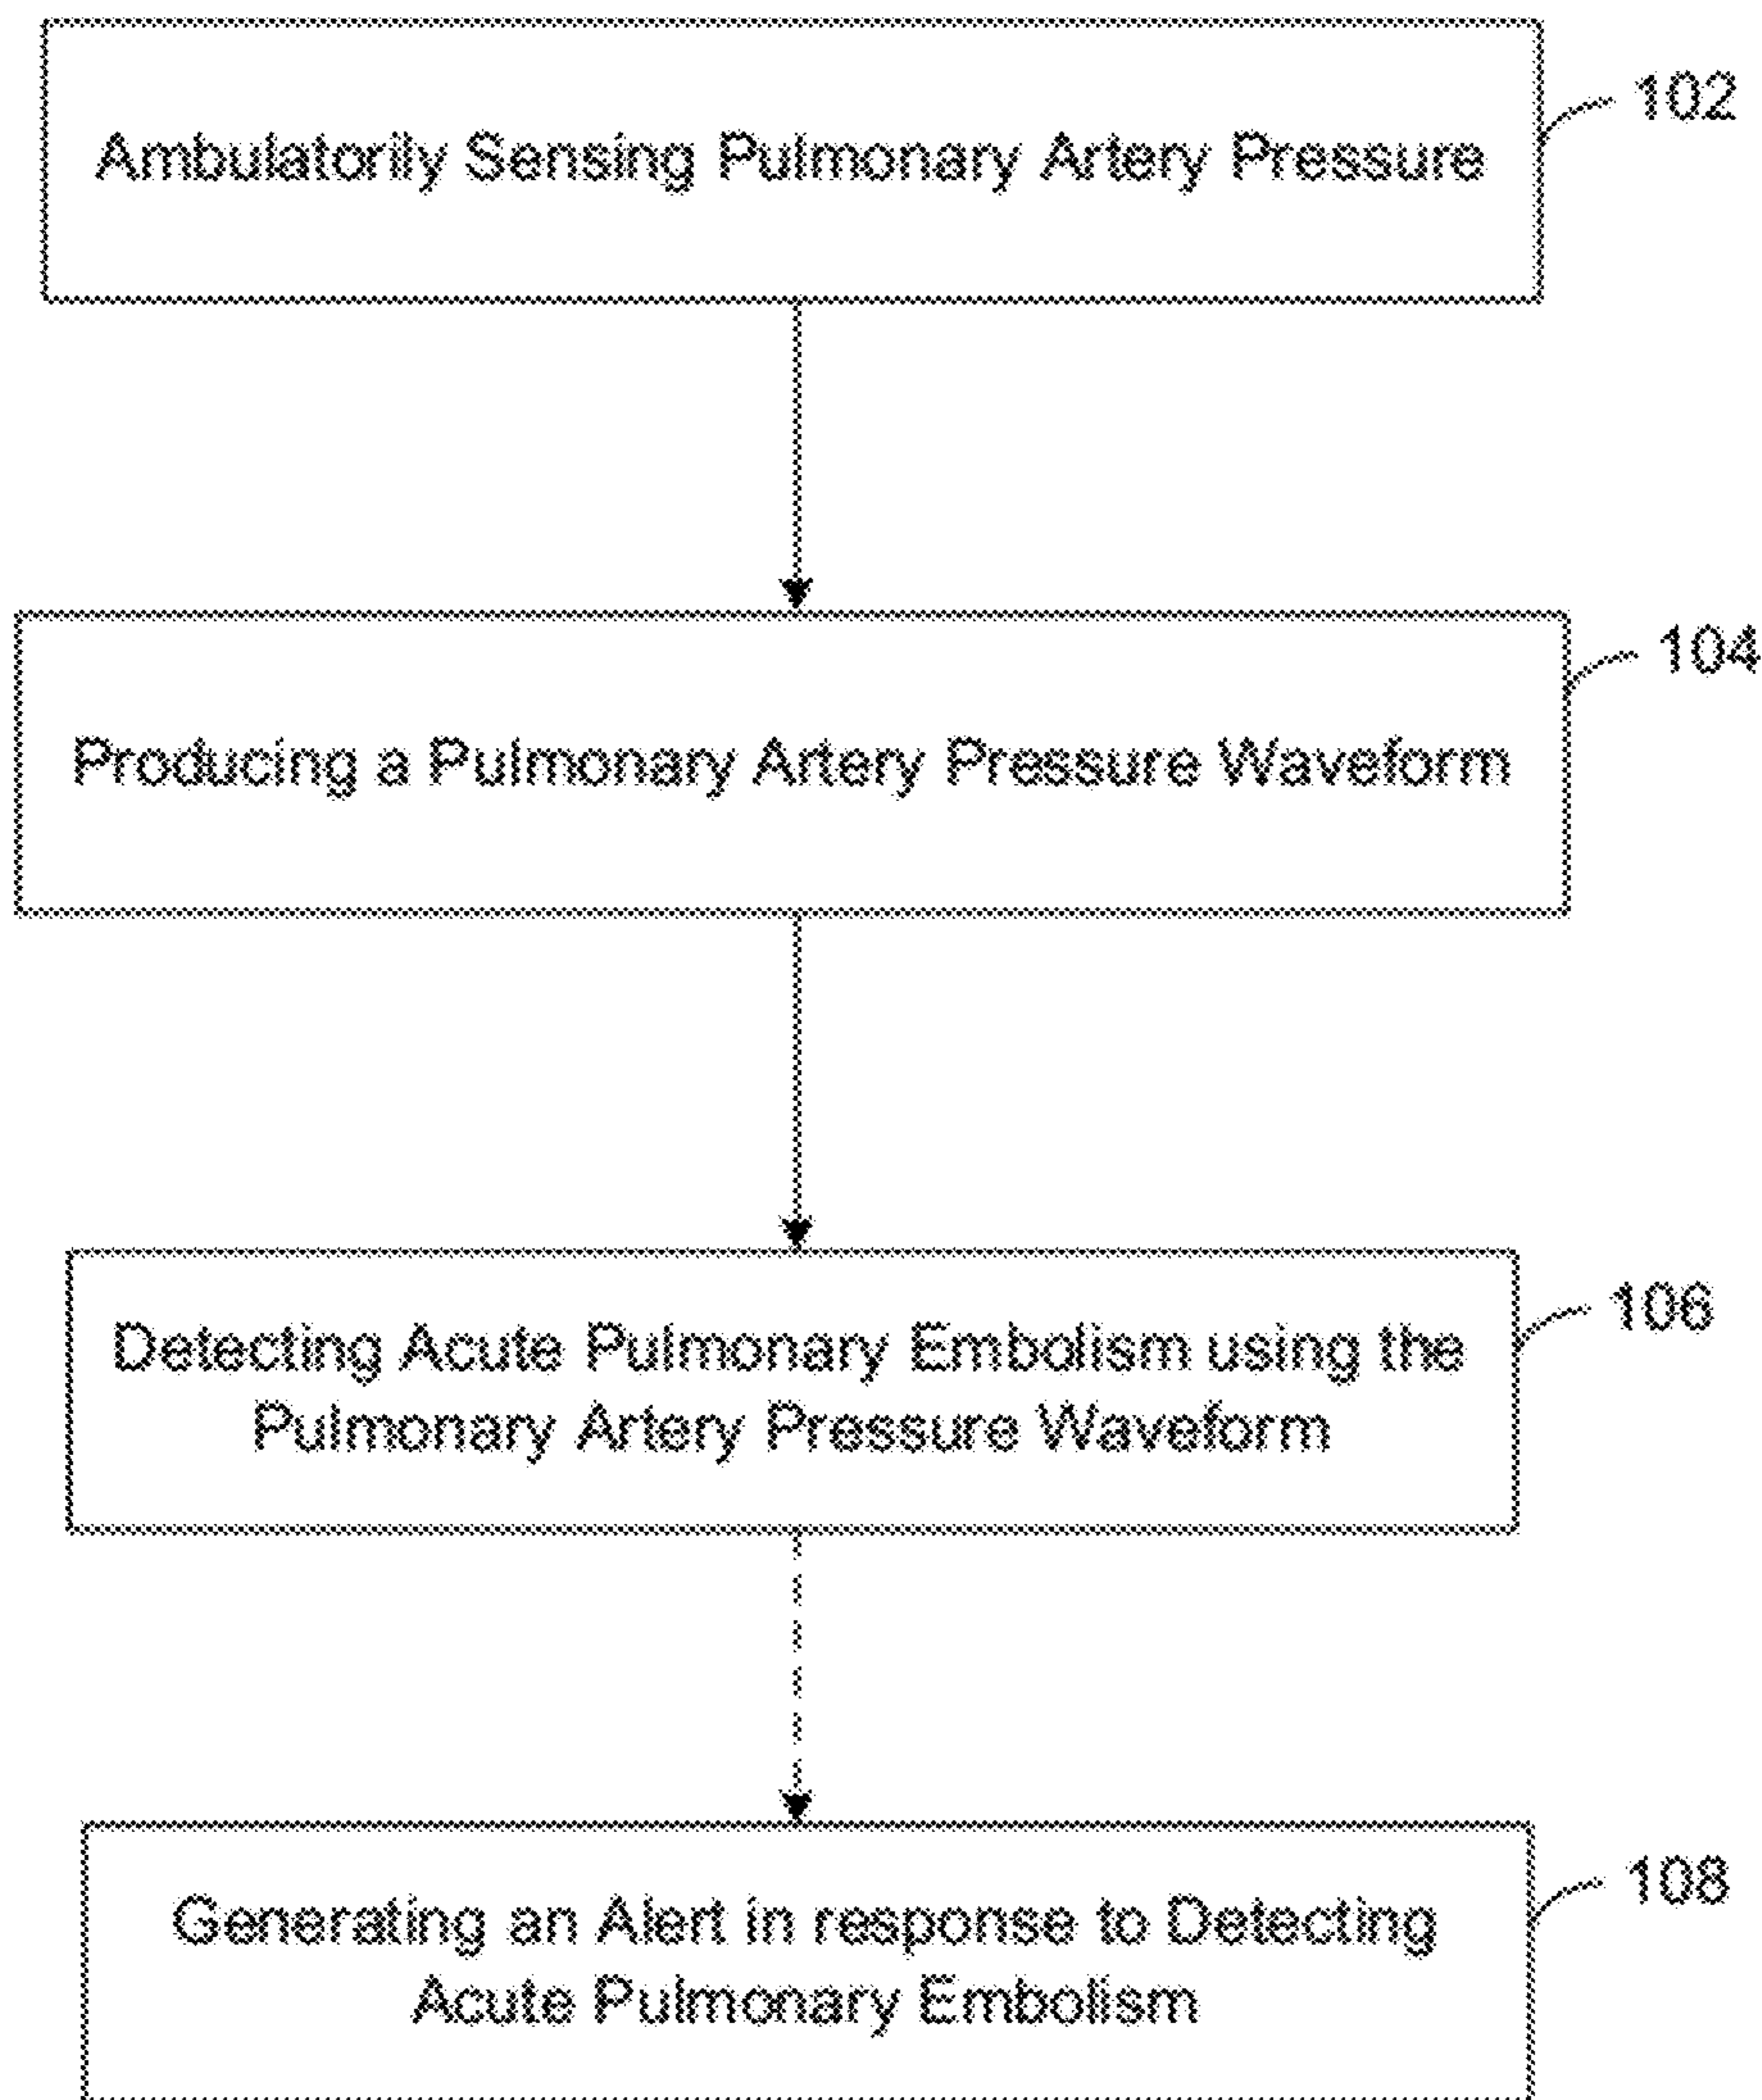 Ambulatorily Sensing Pulmonary Artery Pressure
102
Producing a Pulmonary Artery Pressure Waveform
104
Detecting Acute Pulmonary Embolism using the
Pulmonary Artery Pressure Waveform
106
Generating an Alert in response to Detecting
Acute Pulmonary Embolism
108